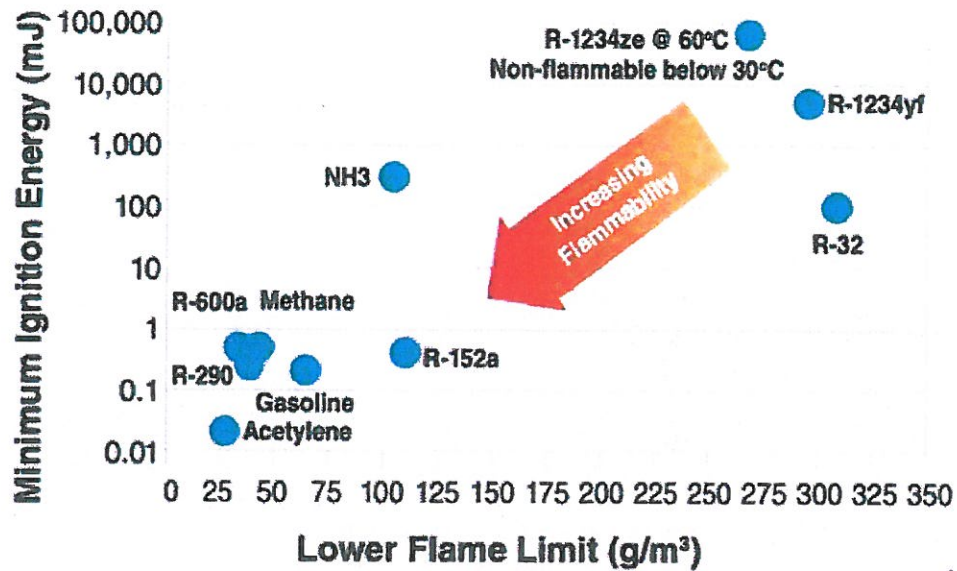 Minimum Ignition Energy (mJ)
100,000
10,000
1,000
100
10
1
0.1
0.01
R-1234ze @ 60°C
Non-flammable below 30°C
R-1234yf
NH3
Increasing
Flammability
R-32
R-600a Methane
R-290
R-152a
Gasoline
Acetylene
0 25 50 75 100 125 150 175 200 225 250 275 300 325 350
Lower Flame Limit (g/m³)